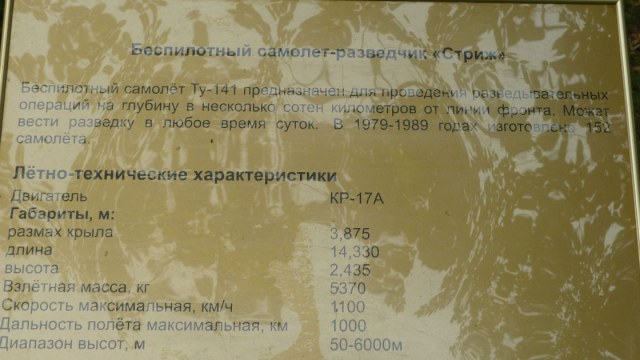 Беспилотный самолет-разведчик «Стриж»
Беспилотный самолёт Ту-141 предназначен для проведения разведывательных
операций на глубину в несколько сотен километров от линии фронта. Может
вести разведку в любое время суток. В 1979-1989 годах изготовлено 152
самолёта.
Лётно-технические характеристики
Двигатель КР-17А
Габариты, м:
размах крыла 3,875
длина 14,330
высота 2,435
Взлётная масса, кг 5370
Скорость максимальная, км/ч 1100
Дальность полёта максимальная, км 1000
Диапазон высот, м 50-6000м